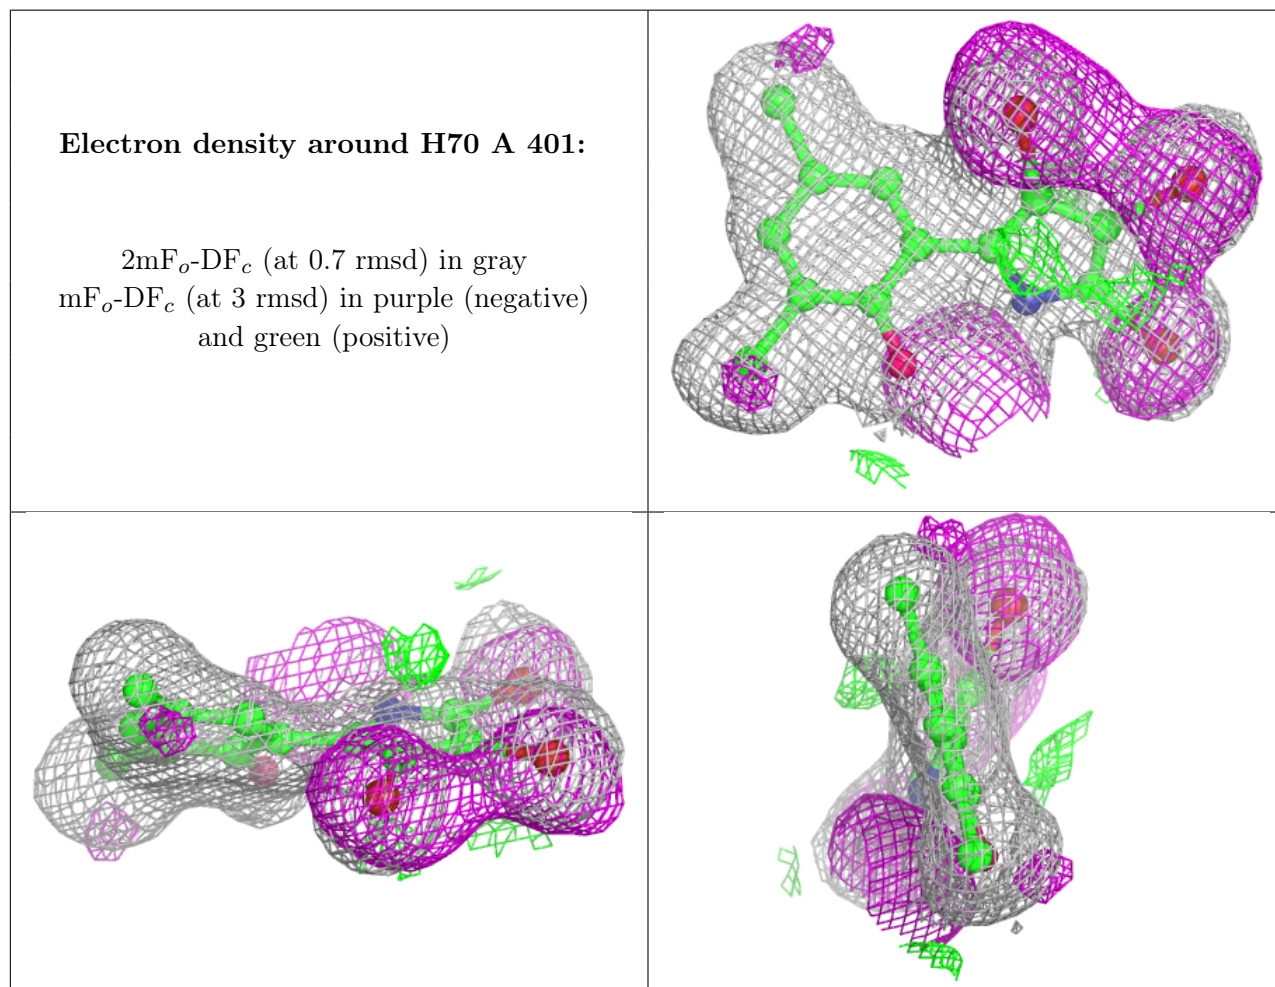 Electron density around H70 A 401:
2mFₒ-DF𝒸 (at 0.7 rmsd) in gray
mFₒ-DF𝒸 (at 3 rmsd) in purple (negative)
and green (positive)